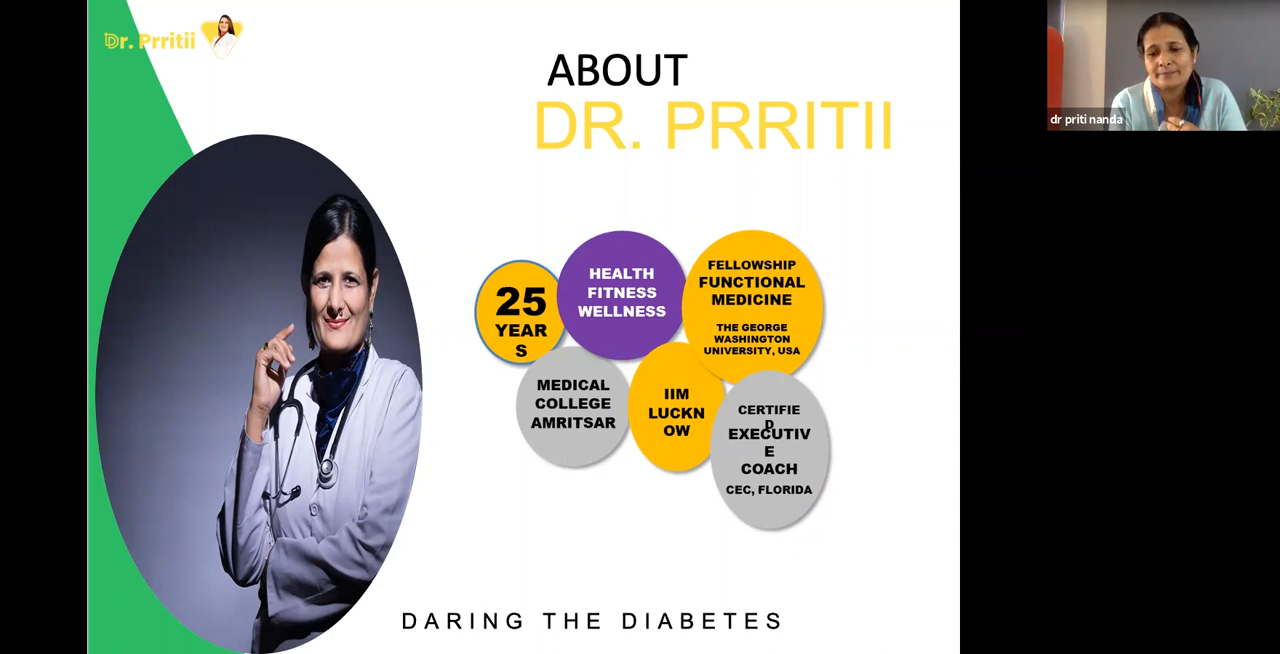 Dr. Prritii
ABOUT
DR. PRRITII
dr priti nanda
25
YEAR
S
HEALTH
FITNESS
WELLNESS
FELLOWSHIP
FUNCTIONAL
MEDICINE
THE GEORGE
WASHINGTON
UNIVERSITY, USA
MEDICAL
COLLEGE
AMRITSAR
IIM
LUCKN
OW
CERTIFIE
D
EXECUTIV
E
COACH
CEC, FLORIDA
DARING THE DIABETES